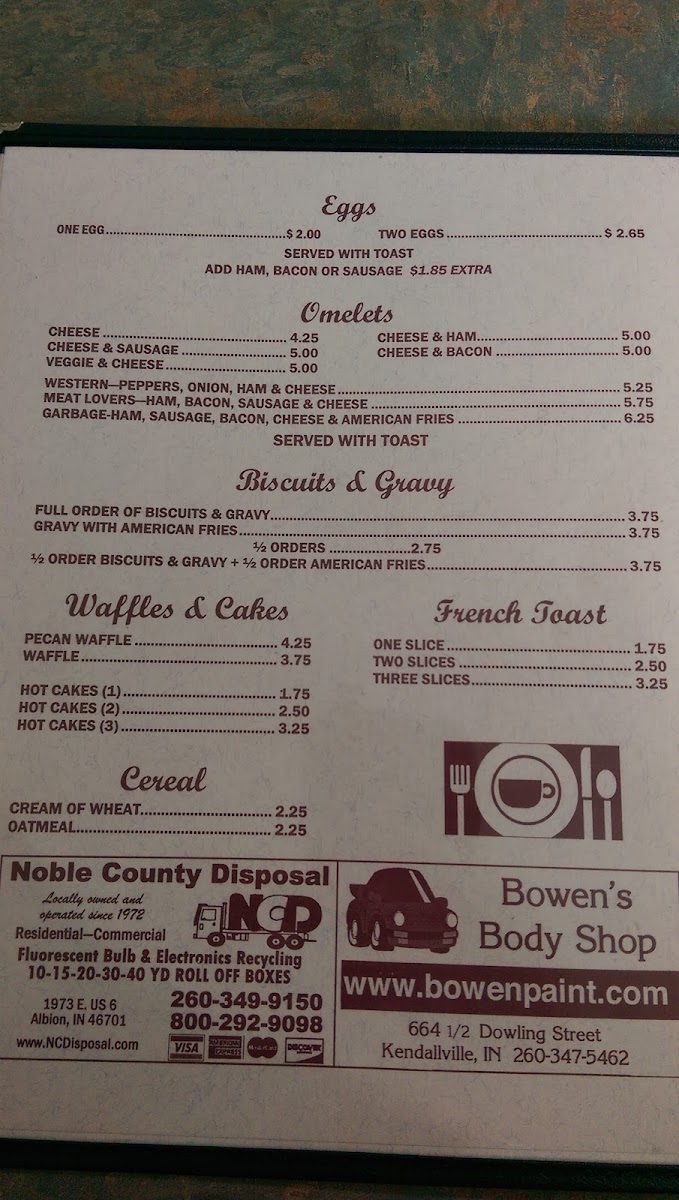 Eggs
ONE EGG..........$ 2.00 TWO EGGS..........$ 2.65
SERVED WITH TOAST
ADD HAM, BACON OR SAUSAGE $1.85 EXTRA
Omelets
CHEESE..........4.25 CHEESE & HAM..........5.00
CHEESE & SAUSAGE..........5.00 CHEESE & BACON..........5.00
VEGGIE & CHEESE..........5.00
WESTERN—PEPPERS, ONION, HAM & CHEESE..........5.25
MEAT LOVERS—HAM, BACON, SAUSAGE & CHEESE..........5.75
GARBAGE-HAM, SAUSAGE, BACON, CHEESE & AMERICAN FRIES..........6.25
SERVED WITH TOAST
Biscuits & Gravy
FULL ORDER OF BISCUITS & GRAVY..........3.75
GRAVY WITH AMERICAN FRIES..........3.75
½ ORDERS..........2.75
½ ORDER BISCUITS & GRAVY + ½ ORDER AMERICAN FRIES..........3.75
Waffles & Cakes
PECAN WAFFLE..........4.25
WAFFLE..........3.75
HOT CAKES (1)..........1.75
HOT CAKES (2)..........2.50
HOT CAKES (3)..........3.25
French Toast
ONE SLICE..........1.75
TWO SLICES..........2.50
THREE SLICES..........3.25
Cereal
CREAM OF WHEAT..........2.25
OATMEAL..........2.25
Noble County Disposal
Locally owned and
operated since 1972
NCD
Residential—Commercial
Fluorescent Bulb & Electronics Recycling
10-15-20-30-40 YD ROLL OFF BOXES
1973 E. US 6
Albion, IN 46701
www.NCDisposal.com
260-349-9150
800-292-9098
VISA AMERICAN EXPRESS MasterCard DISCOVER
Bowen's
Body Shop
www.bowenpaint.com
664 1/2 Dowling Street
Kendallville, IN 260-347-5462